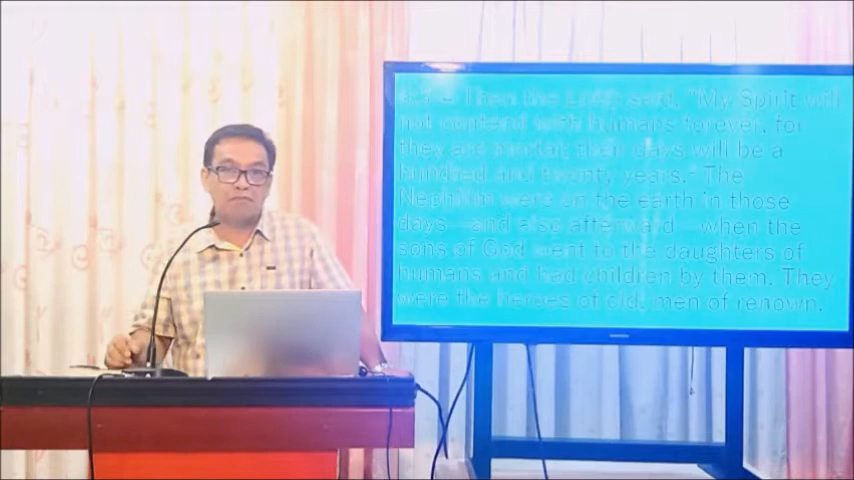 Then the Lord said, "My Spirit will
not contend with humans forever, for
they are mortal; their days will be a
hundred and twenty years." The
Nephilim were on the earth in those
days—and also afterward—when the
sons of God went to the daughters of
humans and had children by them. They
were the heroes of old, men of renown.